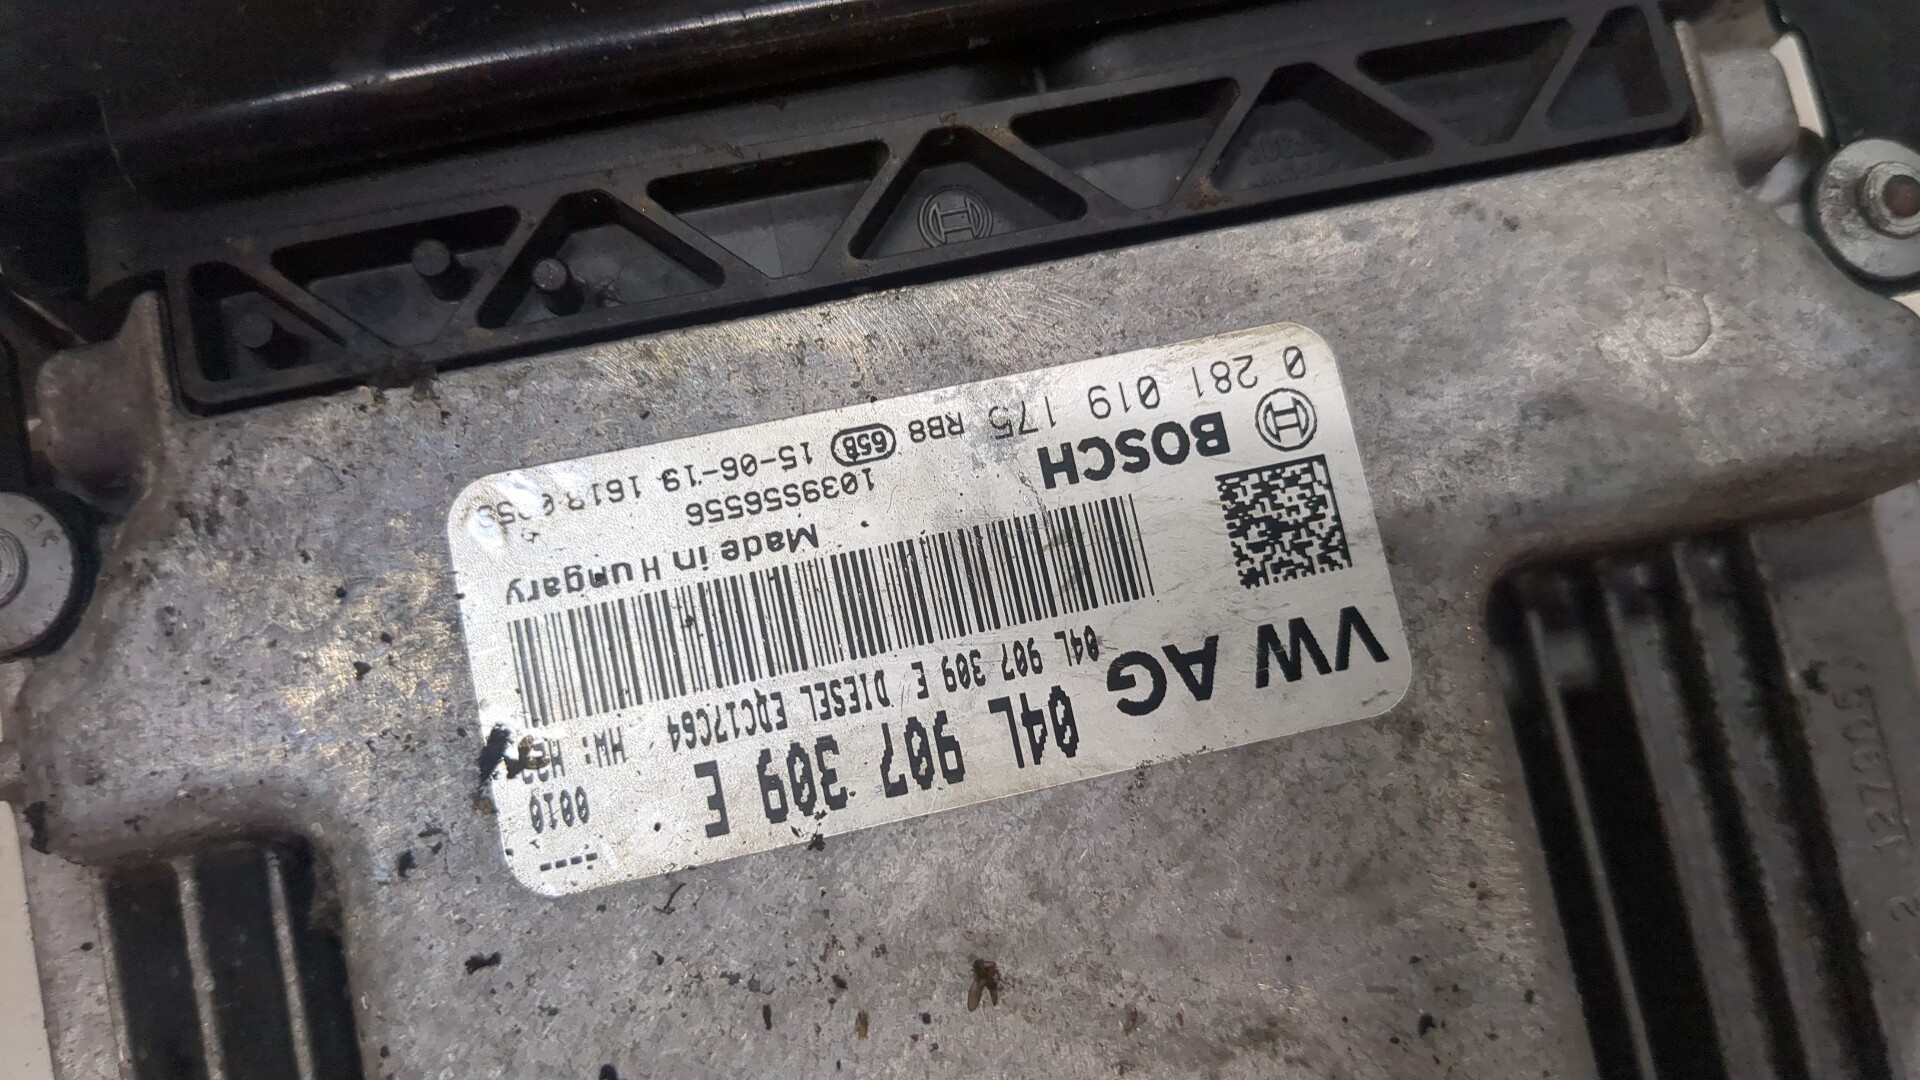 VW AG 04L 907 309 E
0010
04L 907 309 E DIESEL EDC17C64
HW:
Made in Hungary
1039S56556
BOSCH
0 281 019 175 RB8 65B 15-06-19